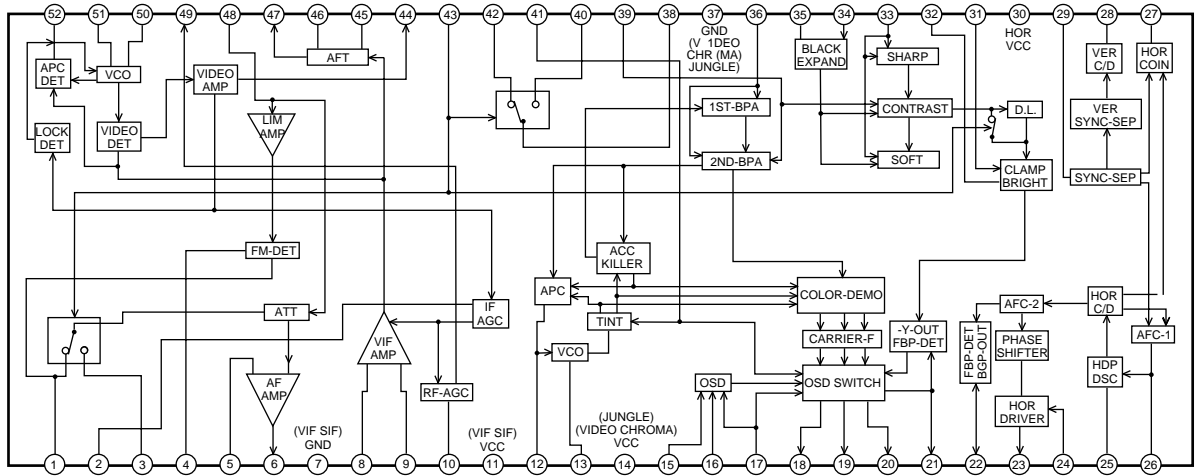 52 51 50 49 48 47 46 45 44 43 42 41 40 39 38 37 36 35 34 33 32 31 30 29 28 27
GND
(V 1DEO
CHR (MA)
JUNGLE)
HOR
VCC
APC
DET
VCO
VIDEO
AMP
AFT
BLACK
EXPAND
SHARP
VER
C/D
HOR
COIN
LOCK
DET
VIDEO
DET
LIM
AMP
1ST-BPA
CONTRAST
D.L.
VER
SYNC-SEP
2ND-BPA
SOFT
CLAMP
BRIGHT
SYNC-SEP
FM-DET
ACC
KILLER
ATT
IF
AGC
APC
COLOR-DEMO
TINT
AFC-2
HOR
C/D
AFC-1
VIF
AMP
VCO
CARRIER-F
-Y-OUT
FBP-DET
FBP-DET
BGP-OUT
PHASE
SHIFTER
AF
AMP
RF-AGC
OSD
OSD SWITCH
HDP
DSC
HOR
DRIVER
(VIF SIF)
GND
(VIF SIF)
VCC
(JUNGLE)
(VIDEO CHROMA)
VCC
1 2 3 4 5 6 7 8 9 10 11 12 13 14 15 16 17 18 19 20 21 22 23 24 25 26